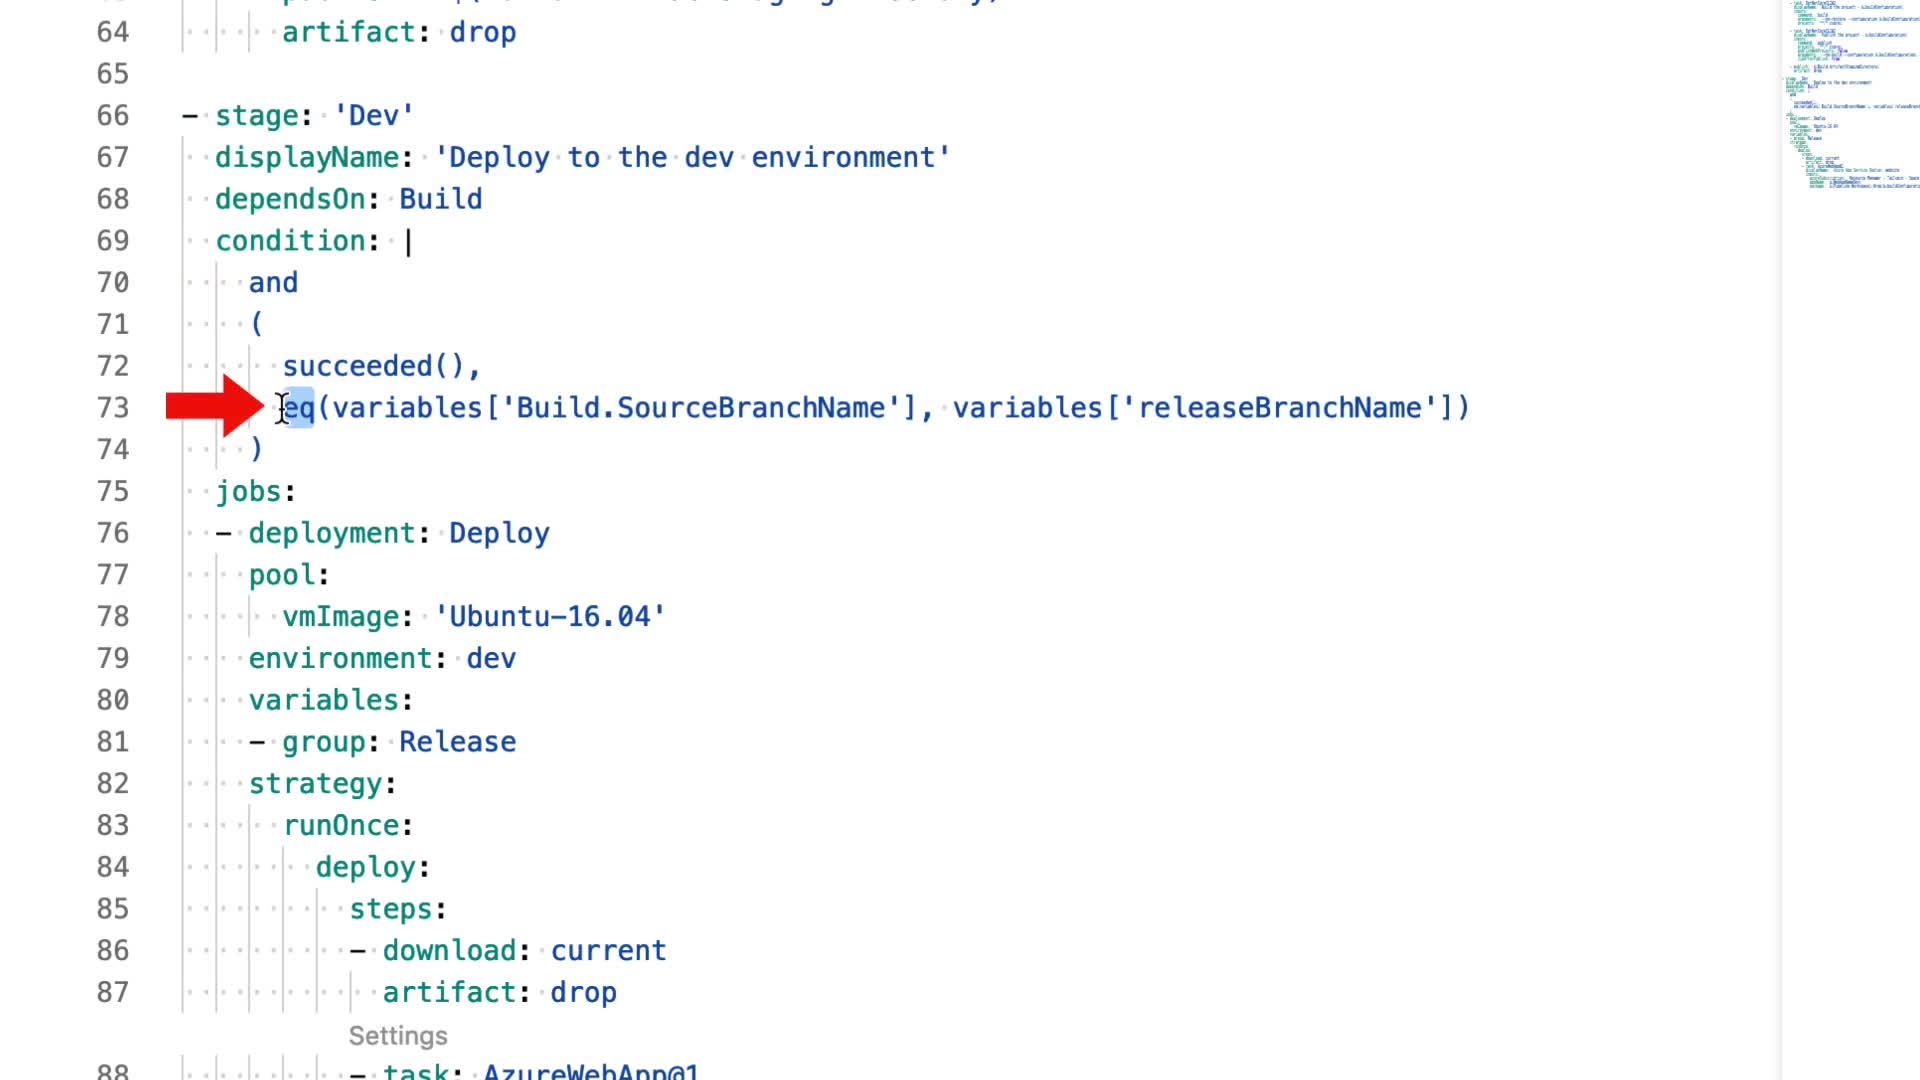 64 artifact: drop
65
66 - stage: 'Dev'
67 displayName: 'Deploy to the dev environment'
68 dependsOn: Build
69 condition: |
70 and
71 (
72 succeeded(),
73 eq(variables['Build.SourceBranchName'], variables['releaseBranchName'])
74 )
75 jobs:
76 - deployment: Deploy
77 pool:
78 vmImage: 'Ubuntu-16.04'
79 environment: dev
80 variables:
81 - group: Release
82 strategy:
83 runOnce:
84 deploy:
85 steps:
86 - download: current
87 artifact: drop
Settings
88 - task: AzureWebApp@1